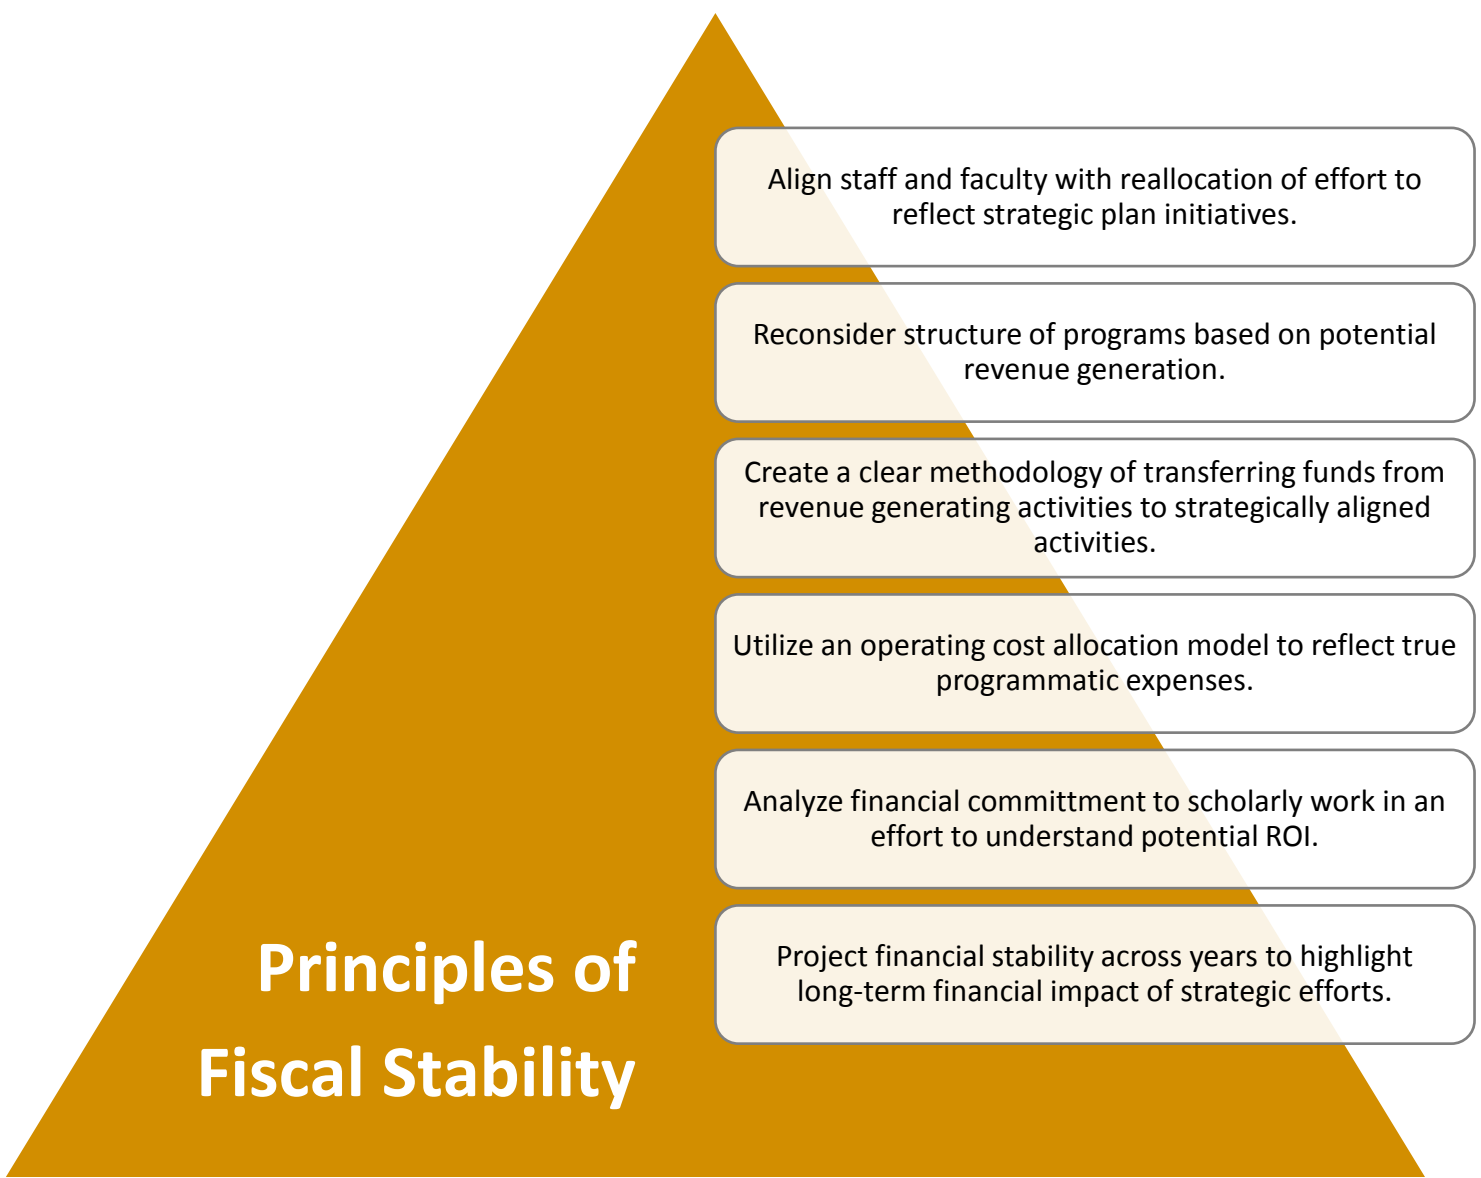 Align staff and faculty with reallocation of effort to
reflect strategic plan initiatives.
Reconsider structure of programs based on potential
revenue generation.
Create a clear methodology of transferring funds from
revenue generating activities to strategically aligned
activities.
Utilize an operating cost allocation model to reflect true
programmatic expenses.
Analyze financial committment to scholarly work in an
effort to understand potential ROI.
Project financial stability across years to highlight
long-term financial impact of strategic efforts.
Principles of
Fiscal Stability